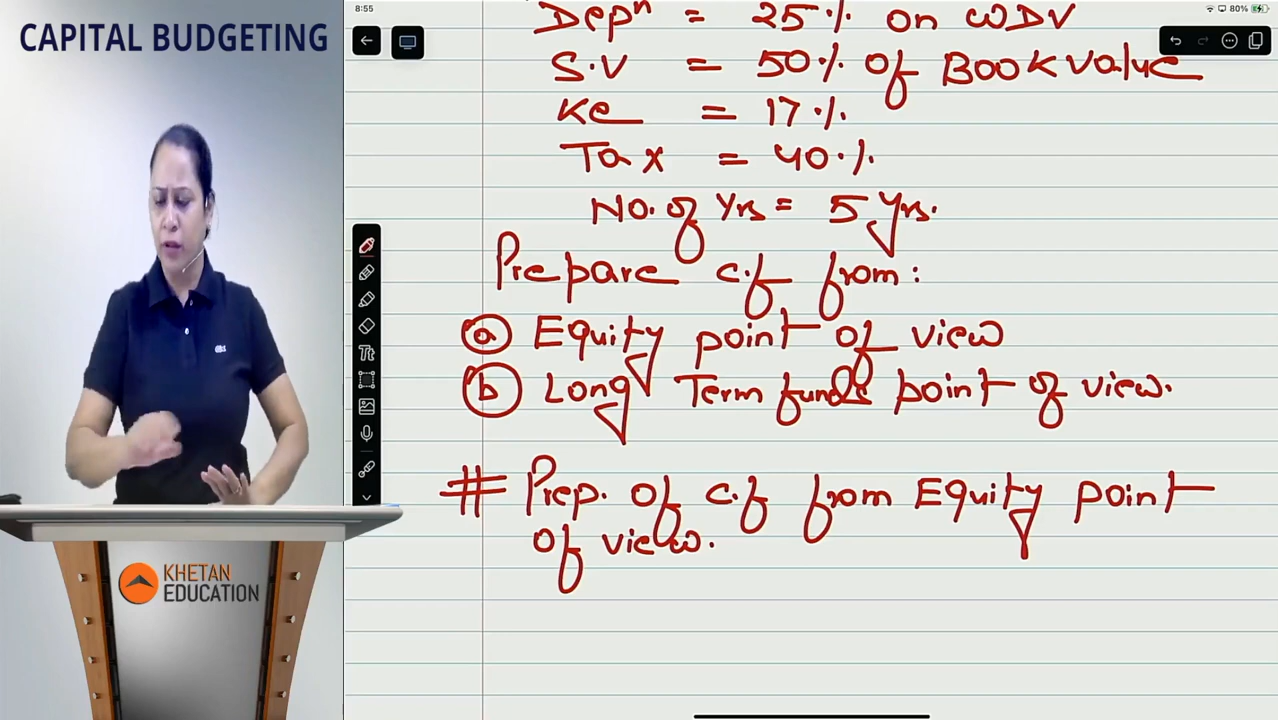 8:55
80%
CAPITAL BUDGETING
Depn = 25% on WDV
S.V = 50% of Book value
Ke = 17%
Tax = 40%
No. of Yrs = 5 Yrs.
Prepare c.f from:
(a) Equity point of view
(b) Long Term funds point of view.
# Prep. of c.f from Equity point
of view.
Tt
KHETAN
EDUCATION